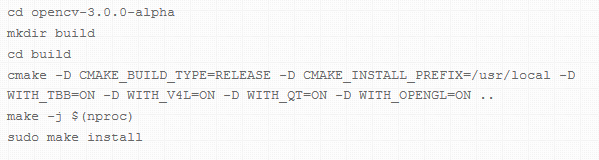 cd opencv-3.0.0-alpha
mkdir build
cd build
cmake -D CMAKE_BUILD_TYPE=RELEASE -D CMAKE_INSTALL_PREFIX=/usr/local -D
WITH_TBB=ON -D WITH_V4L=ON -D WITH_QT=ON -D WITH_OPENGL=ON ..
make -j $(nproc)
sudo make install